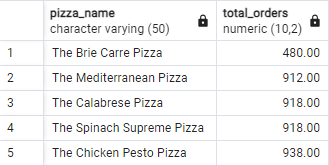 pizza_name total_orders
character varying (50) numeric (10,2)
1 The Brie Carre Pizza 480.00
2 The Mediterranean Pizza 912.00
3 The Calabrese Pizza 918.00
4 The Spinach Supreme Pizza 918.00
5 The Chicken Pesto Pizza 938.00